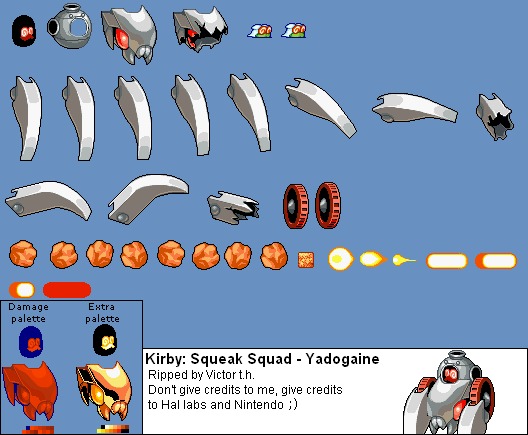 Damage
palette
Extra
palette
Kirby: Squeak Squad - Yadogaine
Ripped by Victor t.h.
Don't give credits to me, give credits
to Hal labs and Nintendo ;)